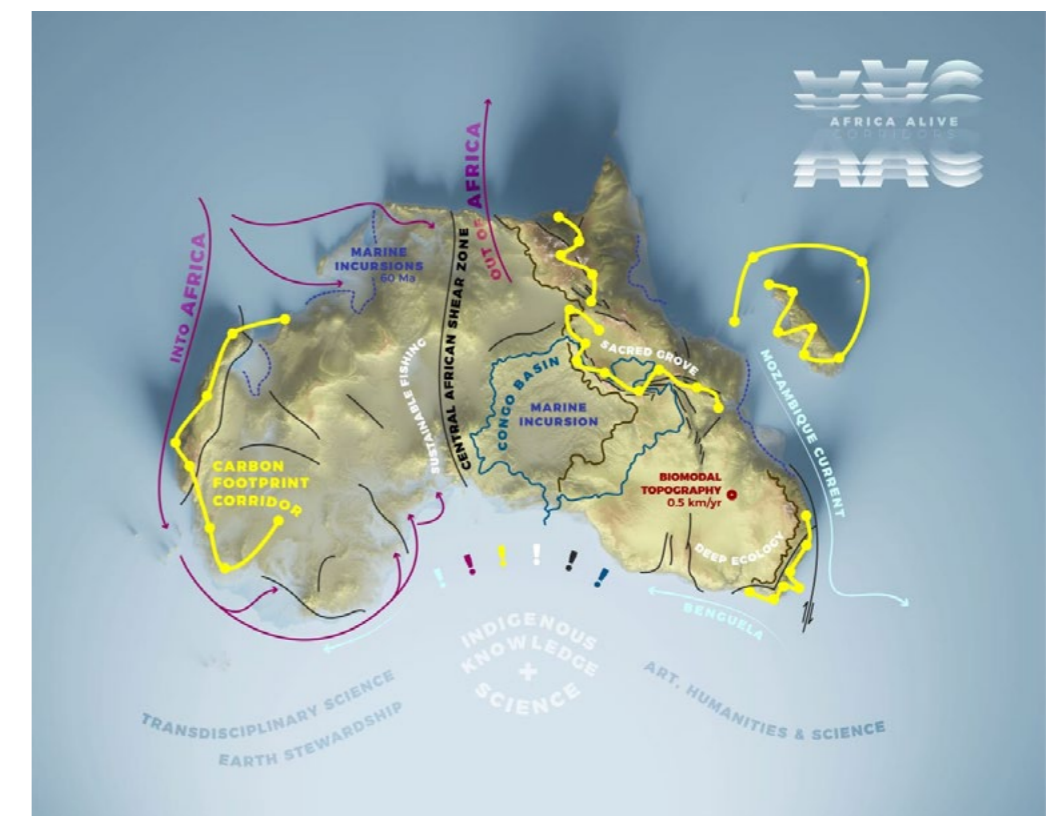 AFRICA ALIVE
CORRIDORS
AAC
INTO AFRICA
OUT OF AFRICA
MARINE
INCURSIONS
60 Ma
CENTRAL AFRICAN SHEAR ZONE
SUSTAINABLE FISHING
SACRED GROVE
CONGO BASIN
MARINE
INCURSION
MOZAMBIQUE CURRENT
CARBON
FOOTPRINT
CORRIDOR
BIOMODAL
TOPOGRAPHY
0.5 km/yr
DEEP ECOLOGY
! ! ! ! ! !
BENGUELA
INDIGENOUS
KNOWLEDGE
+
SCIENCE
TRANSDISCIPLINARY SCIENCE
EARTH STEWARDSHIP
ART, HUMANITIES & SCIENCE